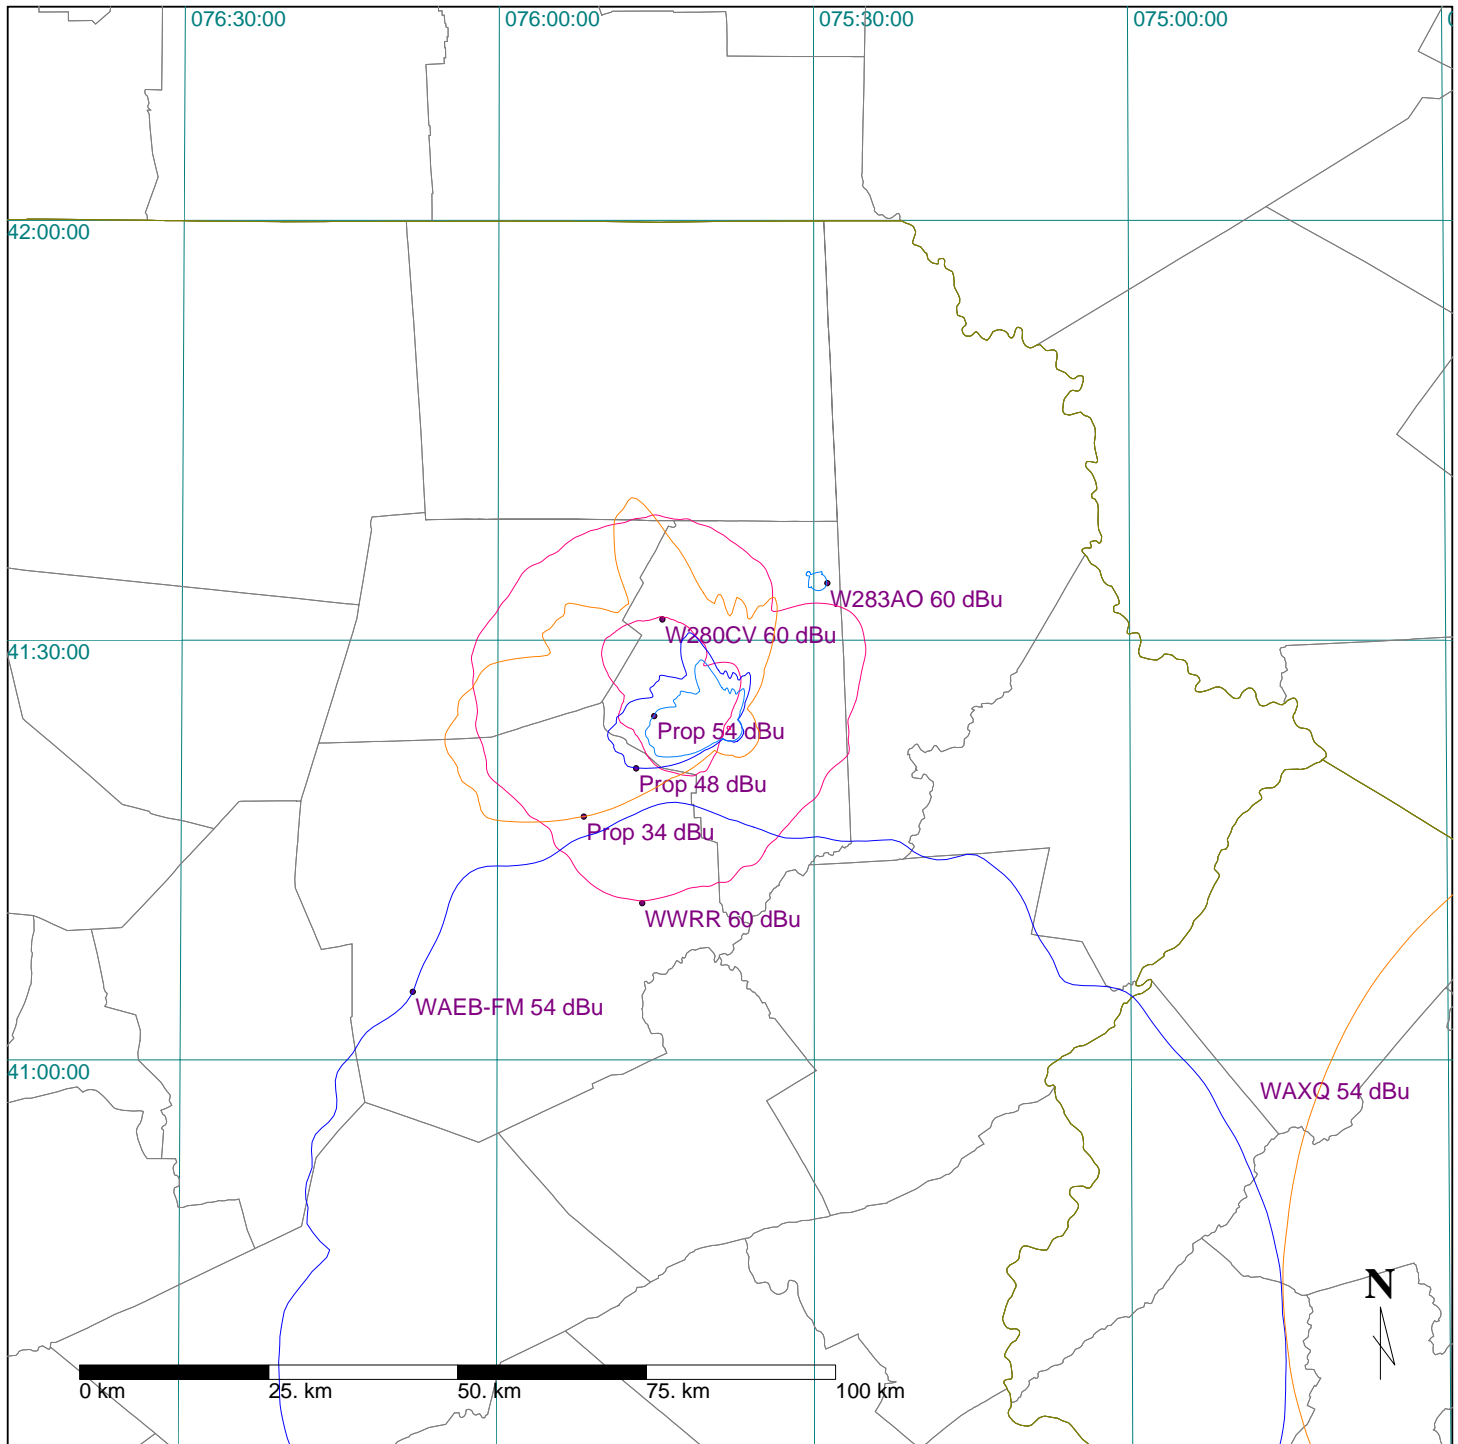 076:30:00
076:00:00
075:30:00
075:00:00
42:00:00
W283AO 60 dBu
W280CV 60 dBu
41:30:00
Prop 54 dBu
Prop 48 dBu
Prop 34 dBu
WWRR 60 dBu
WAEB-FM 54 dBu
41:00:00
WAXQ 54 dBu
N
0 km
25. km
50. km
75. km
100 km